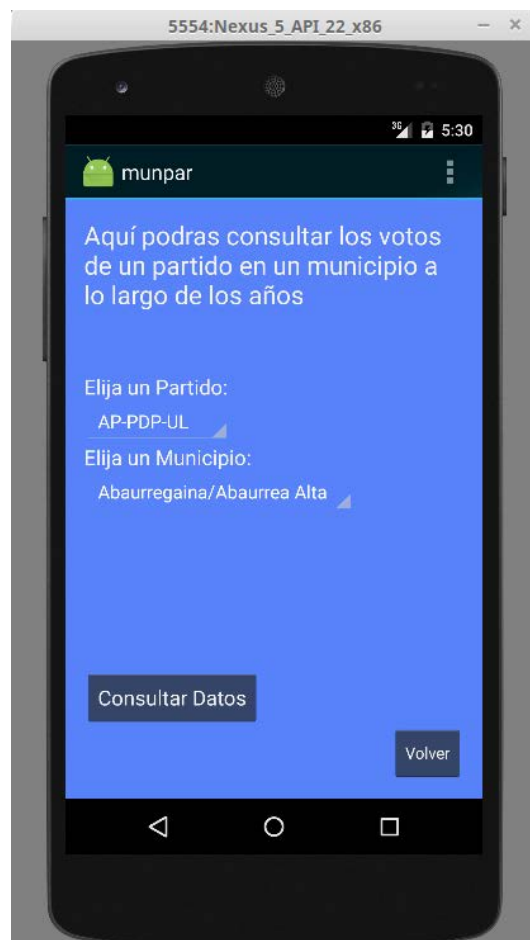 5554:Nexus_5_API_22_x86
3G 5:30
munpar
Aquí podras consultar los votos
de un partido en un municipio a
lo largo de los años
Elija un Partido:
AP-PDP-UL
Elija un Municipio:
Abaurregaina/Abaurrea Alta
Consultar Datos
Volver